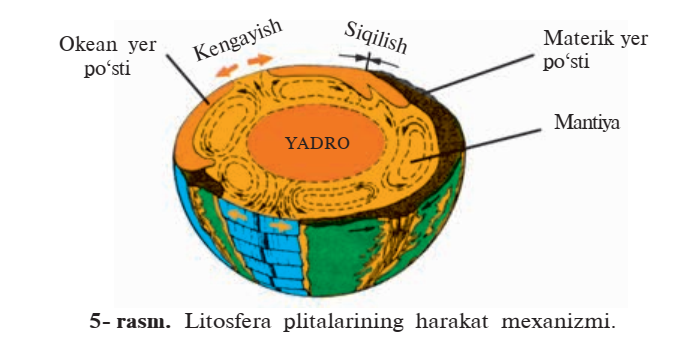 Okean yer
po‘sti
Kengayish
Siqilish
Materik yer
po‘sti
Mantiya
YADRO
5- rasm. Litosfera plitalarining harakat mexanizmi.